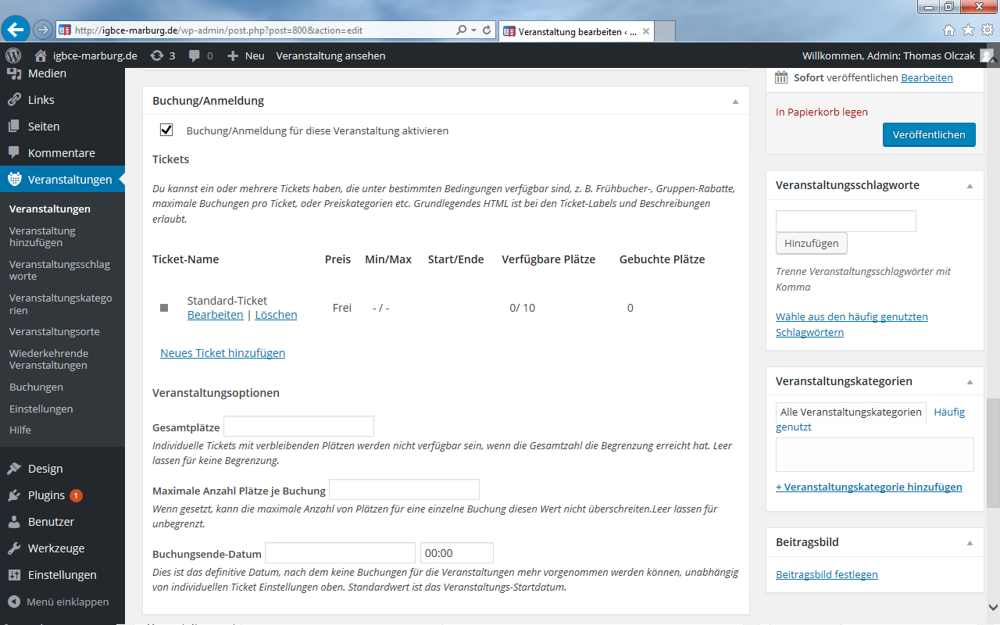 http://igbce-marburg.de/wp-admin/post.php?post=800&action=edit
Veranstaltung bearbeiten ‹ ...
igbce-marburg.de
3
0
Neu
Veranstaltung ansehen
Willkommen, Admin: Thomas Olczak
Medien
Links
Seiten
Kommentare
Veranstaltungen
Veranstaltungen
Veranstaltung
hinzufügen
Veranstaltungsschlag
worte
Veranstaltungskatego
rien
Veranstaltungsorte
Wiederkehrende
Veranstaltungen
Buchungen
Einstellungen
Hilfe
Design
Plugins 1
Benutzer
Werkzeuge
Einstellungen
Menü einklappen
Buchung/Anmeldung
Buchung/Anmeldung für diese Veranstaltung aktivieren
Tickets
Du kannst ein oder mehrere Tickets haben, die unter bestimmten Bedingungen verfügbar sind, z. B. Frühbucher-, Gruppen-Rabatte,
maximale Buchungen pro Ticket, oder Preiskategorien etc. Grundlegendes HTML ist bei den Ticket-Labels und Beschreibungen
erlaubt.
Ticket-Name Preis Min/Max Start/Ende Verfügbare Plätze Gebuchte Plätze
Standard-Ticket
Bearbeiten | Löschen
Frei - / - 0/ 10 0
Neues Ticket hinzufügen
Veranstaltungsoptionen
Gesamtplätze
Individuelle Tickets mit verbleibenden Plätzen werden nicht verfügbar sein, wenn die Gesamtzahl die Begrenzung erreicht hat. Leer
lassen für keine Begrenzung.
Maximale Anzahl Plätze je Buchung
Wenn gesetzt, kann die maximale Anzahl von Plätzen für eine einzelne Buchung diesen Wert nicht überschreiten.Leer lassen für
unbegrenzt.
Buchungsende-Datum 00:00
Dies ist das definitive Datum, nach dem keine Buchungen für die Veranstaltungen mehr vorgenommen werden können, unabhängig
von individuellen Ticket Einstellungen oben. Standardwert ist das Veranstaltungs-Startdatum.
Sofort veröffentlichen Bearbeiten
In Papierkorb legen
Veröffentlichen
Veranstaltungsschlagworte
Hinzufügen
Trenne Veranstaltungsschlagwörter mit
Komma
Wähle aus den häufig genutzten
Schlagwörtern
Veranstaltungskategorien
Alle Veranstaltungskategorien Häufig
genutzt
+ Veranstaltungskategorie hinzufügen
Beitragsbild
Beitragsbild festlegen